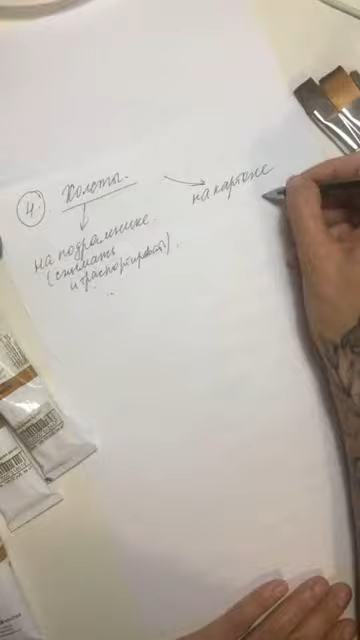 4. Холсты.
на картоне
на подрамнике.
(снимать
и транспортировать).